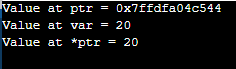 Value at ptr = 0x7ffdfa04c544
Value at var = 20
Value at *ptr = 20